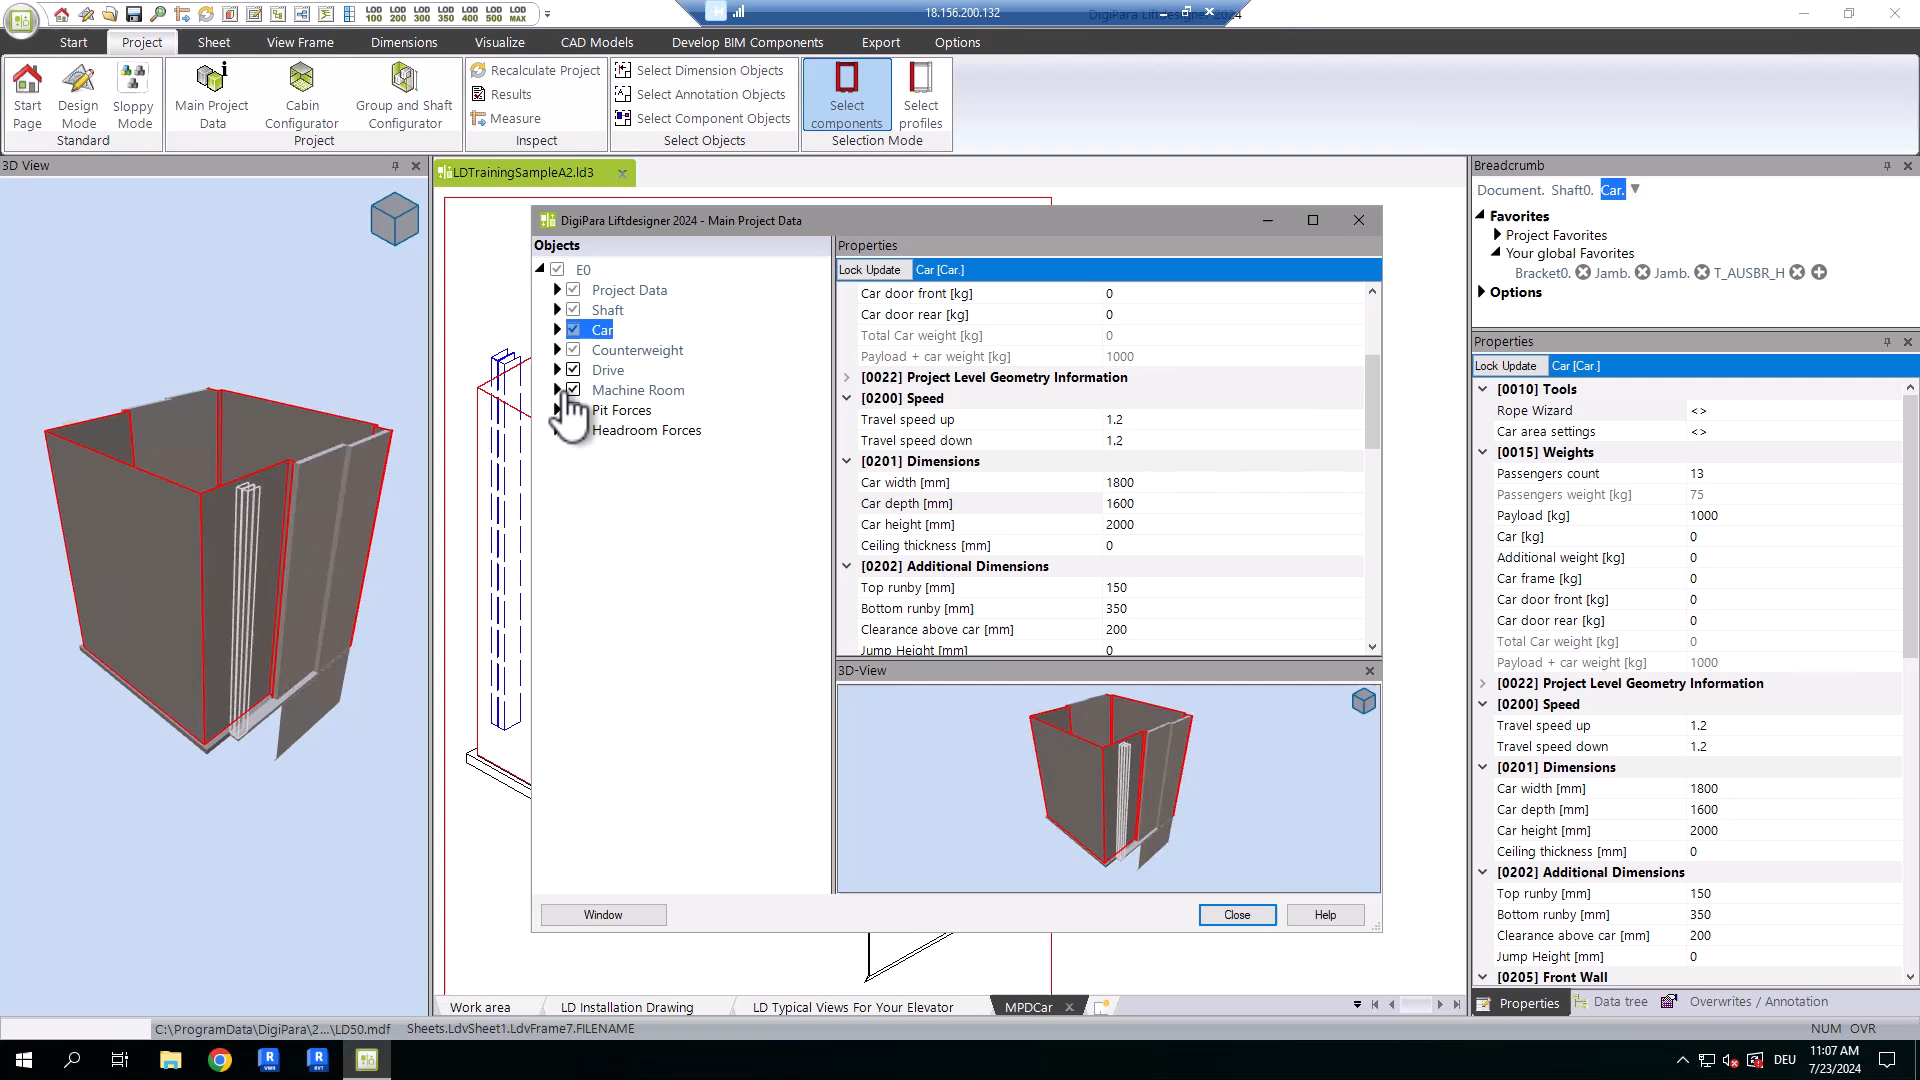 LOD LOD LOD LOD LOD LOD LOD
100 200 300 350 400 500 MAX
18.156.200.132
DigiPara Liftdesigner 2024
Start Project Sheet View Frame Dimensions Visualize CAD Models Develop BIM Components Export Options
Start Page
Design Mode
Sloppy Mode
Standard
Main Project Data
Cabin Configurator
Group and Shaft Configurator
Project
Recalculate Project
Results
Measure
Inspect
Select Dimension Objects
Select Annotation Objects
Select Component Objects
Select Objects
Select components
Select profiles
Selection Mode
3D View
LDTrainingSampleA2.ld3
DigiPara Liftdesigner 2024 - Main Project Data
Objects
E0
Project Data
Shaft
Car
Counterweight
Drive
Machine Room
Pit Forces
Headroom Forces
Properties
Lock Update Car [Car.]
Car door front [kg] 0
Car door rear [kg] 0
Total Car weight [kg] 0
Payload + car weight [kg] 1000
[0022] Project Level Geometry Information
[0200] Speed
Travel speed up 1.2
Travel speed down 1.2
[0201] Dimensions
Car width [mm] 1800
Car depth [mm] 1600
Car height [mm] 2000
Ceiling thickness [mm] 0
[0202] Additional Dimensions
Top runby [mm] 150
Bottom runby [mm] 350
Clearance above car [mm] 200
Jump Height [mm] 0
3D-View
Window Close Help
Breadcrumb
Document. Shaft0. Car.
Favorites
Project Favorites
Your global Favorites
Bracket0. Jamb. Jamb. T_AUSBR_H
Options
Properties
Lock Update Car [Car.]
[0010] Tools
Rope Wizard <>
Car area settings <>
[0015] Weights
Passengers count 13
Passengers weight [kg] 75
Payload [kg] 1000
Car [kg] 0
Additional weight [kg] 0
Car frame [kg] 0
Car door front [kg] 0
Car door rear [kg] 0
Total Car weight [kg] 0
Payload + car weight [kg] 1000
[0022] Project Level Geometry Information
[0200] Speed
Travel speed up 1.2
Travel speed down 1.2
[0201] Dimensions
Car width [mm] 1800
Car depth [mm] 1600
Car height [mm] 2000
Ceiling thickness [mm] 0
[0202] Additional Dimensions
Top runby [mm] 150
Bottom runby [mm] 350
Clearance above car [mm] 200
Jump Height [mm] 0
[0205] Front Wall
Work area LD Installation Drawing LD Typical Views For Your Elevator MPDCar
Properties Data tree Overwrites / Annotation
C:\ProgramData\DigiPara\2...\LD50.mdf Sheets.LdvSheet1.LdvFrame7.FILENAME
NUM OVR
DEU
11:07 AM
7/23/2024